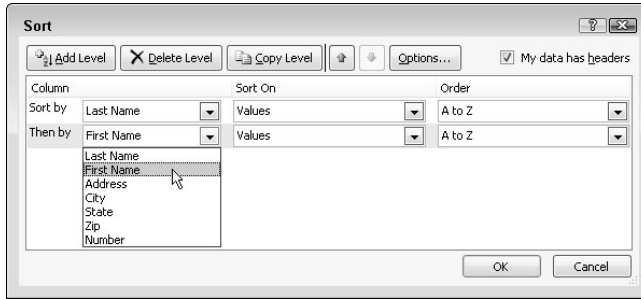 Sort
Add Level Delete Level Copy Level Options... My data has headers
Column Sort On Order
Sort by Last Name Values A to Z
Then by First Name Values A to Z
Last Name
First Name
Address
City
State
Zip
Number
OK Cancel